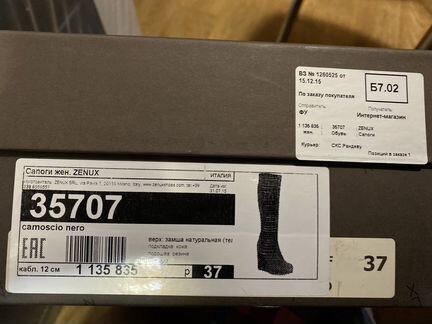 ВЗ № 1260525 от
15.12.15
Б7.02
По заказу покупателя
Отправитель:
Получатель:
ФУ
Интернет-магазин
1 135 835
35707
ZENUX
жен.
Обувь
Сапоги
Курьер:
СКС Рандеву
Позиций в заказе 1
Сапоги жен. ZENUX
ИТАЛИЯ
35707
camoscio nero
EAC
верх: замша натуральная
подкладка: кожа
подошва: резина
кабл. 12 см
1 135 835
р
37
37